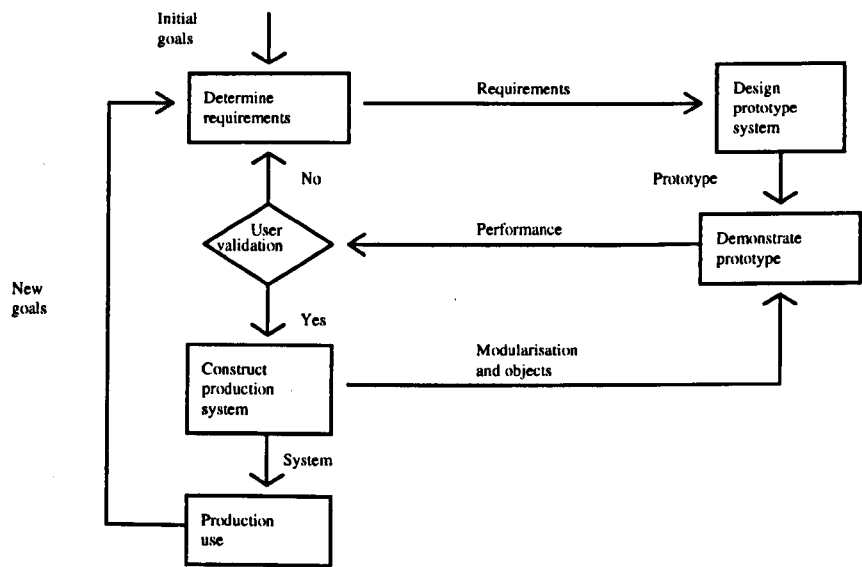 Initial
goals
Determine
requirements
Requirements
Design
prototype
system
No
Prototype
User
validation
Performance
Demonstrate
prototype
New
goals
Yes
Construct
production
system
Modularisation
and objects
System
Production
use